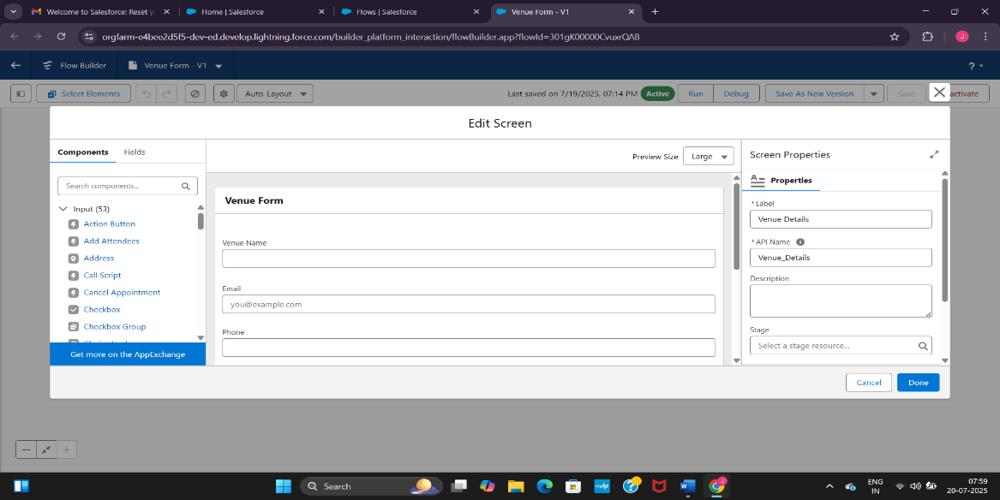 Welcome to Salesforce: Reset y
Home | Salesforce
Flows | Salesforce
Venue Form - V1
orgfarm-e4bee2d5f5-dev-ed.develop.lightning.force.com/builder_platform_interaction/flowBuilder.app?flowId=301gK00000CvuxrQAB
J
Flow Builder
Venue Form - V1
?
Select Elements
Auto-Layout
Last saved on 7/19/2025, 07:14 PM
Active
Run
Debug
Save As New Version
Save
activate
Edit Screen
Components
Fields
Search components...
Input (53)
Action Button
Add Attendees
Address
Call Script
Cancel Appointment
Checkbox
Checkbox Group
Get more on the AppExchange
Preview Size
Large
Venue Form
Venue Name
Email
you@example.com
Phone
Screen Properties
Properties
* Label
Venue Details
* API Name
Venue_Details
Description
Stage
Select a stage resource...
Cancel
Done
Search
ENG
IN
07:59
20-07-2025